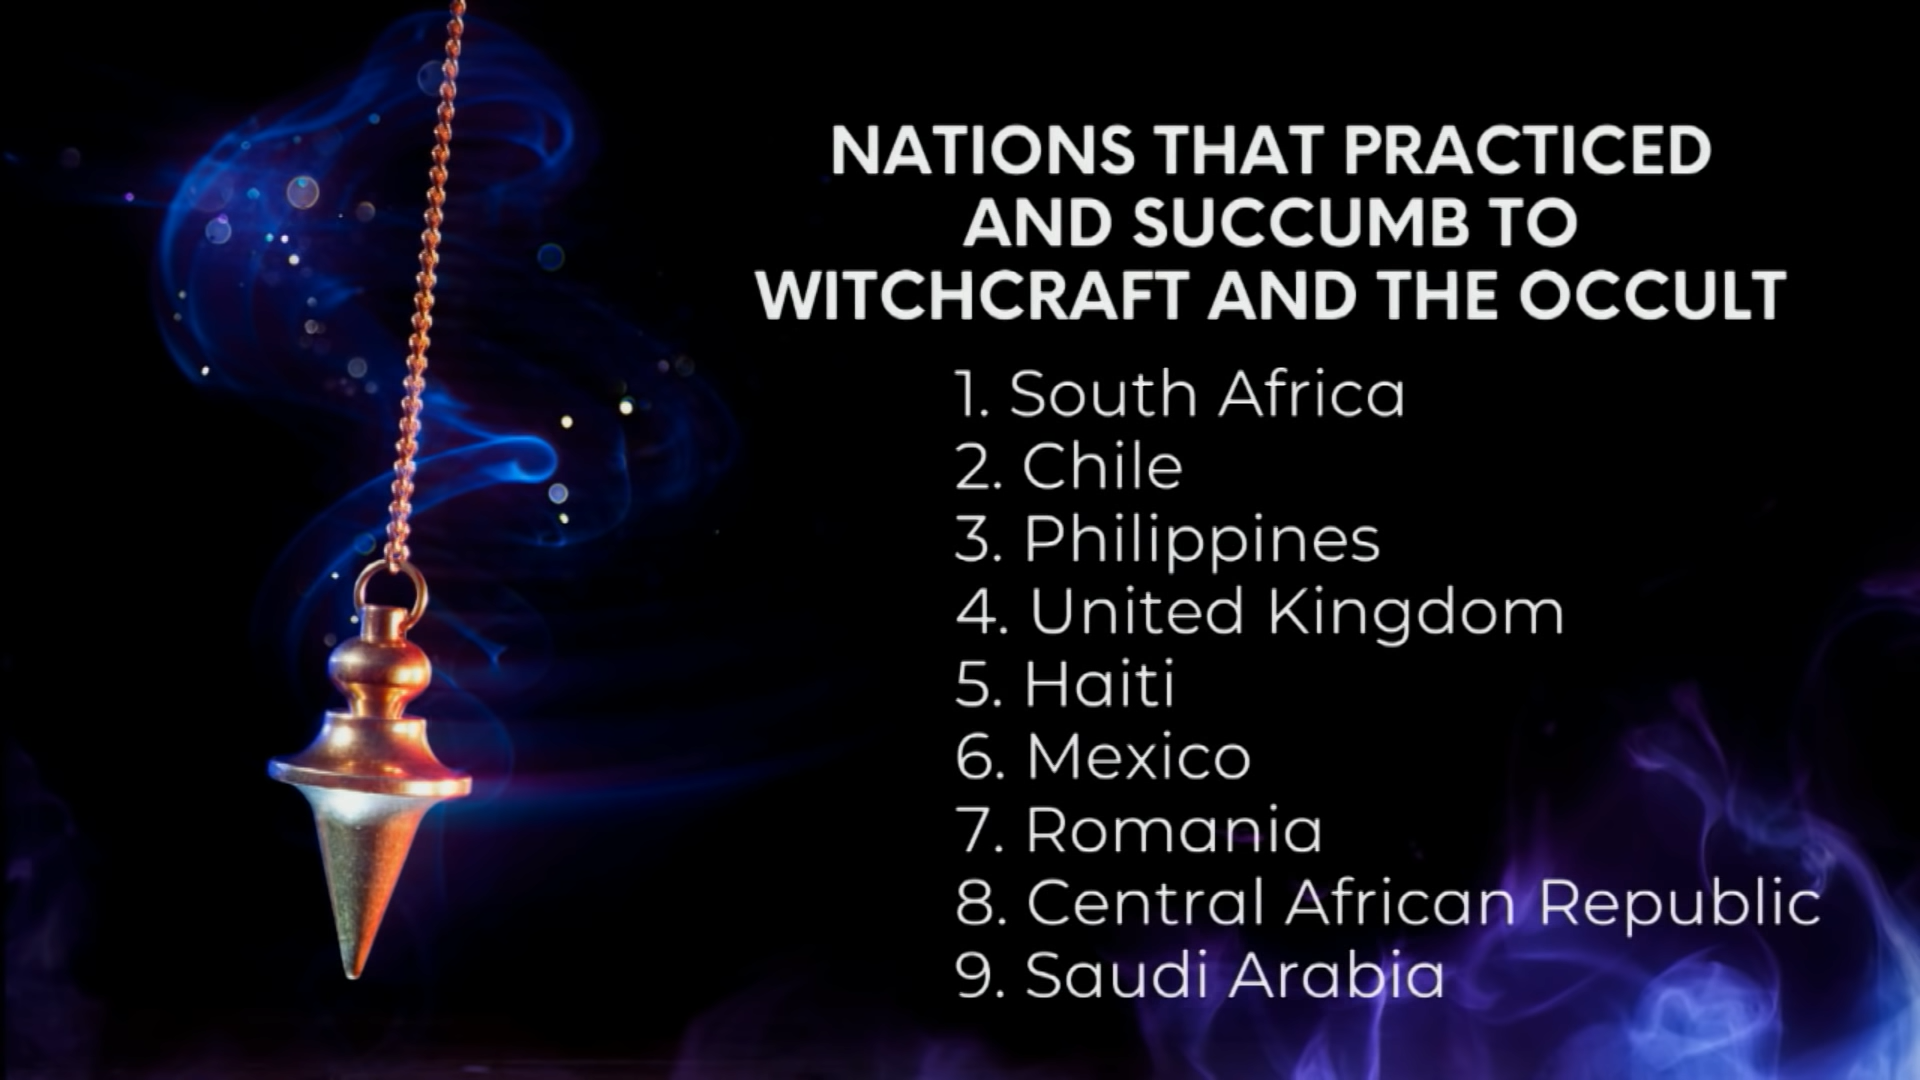 NATIONS THAT PRACTICED
AND SUCCUMB TO
WITCHCRAFT AND THE OCCULT
1. South Africa
2. Chile
3. Philippines
4. United Kingdom
5. Haiti
6. Mexico
7. Romania
8. Central African Republic
9. Saudi Arabia